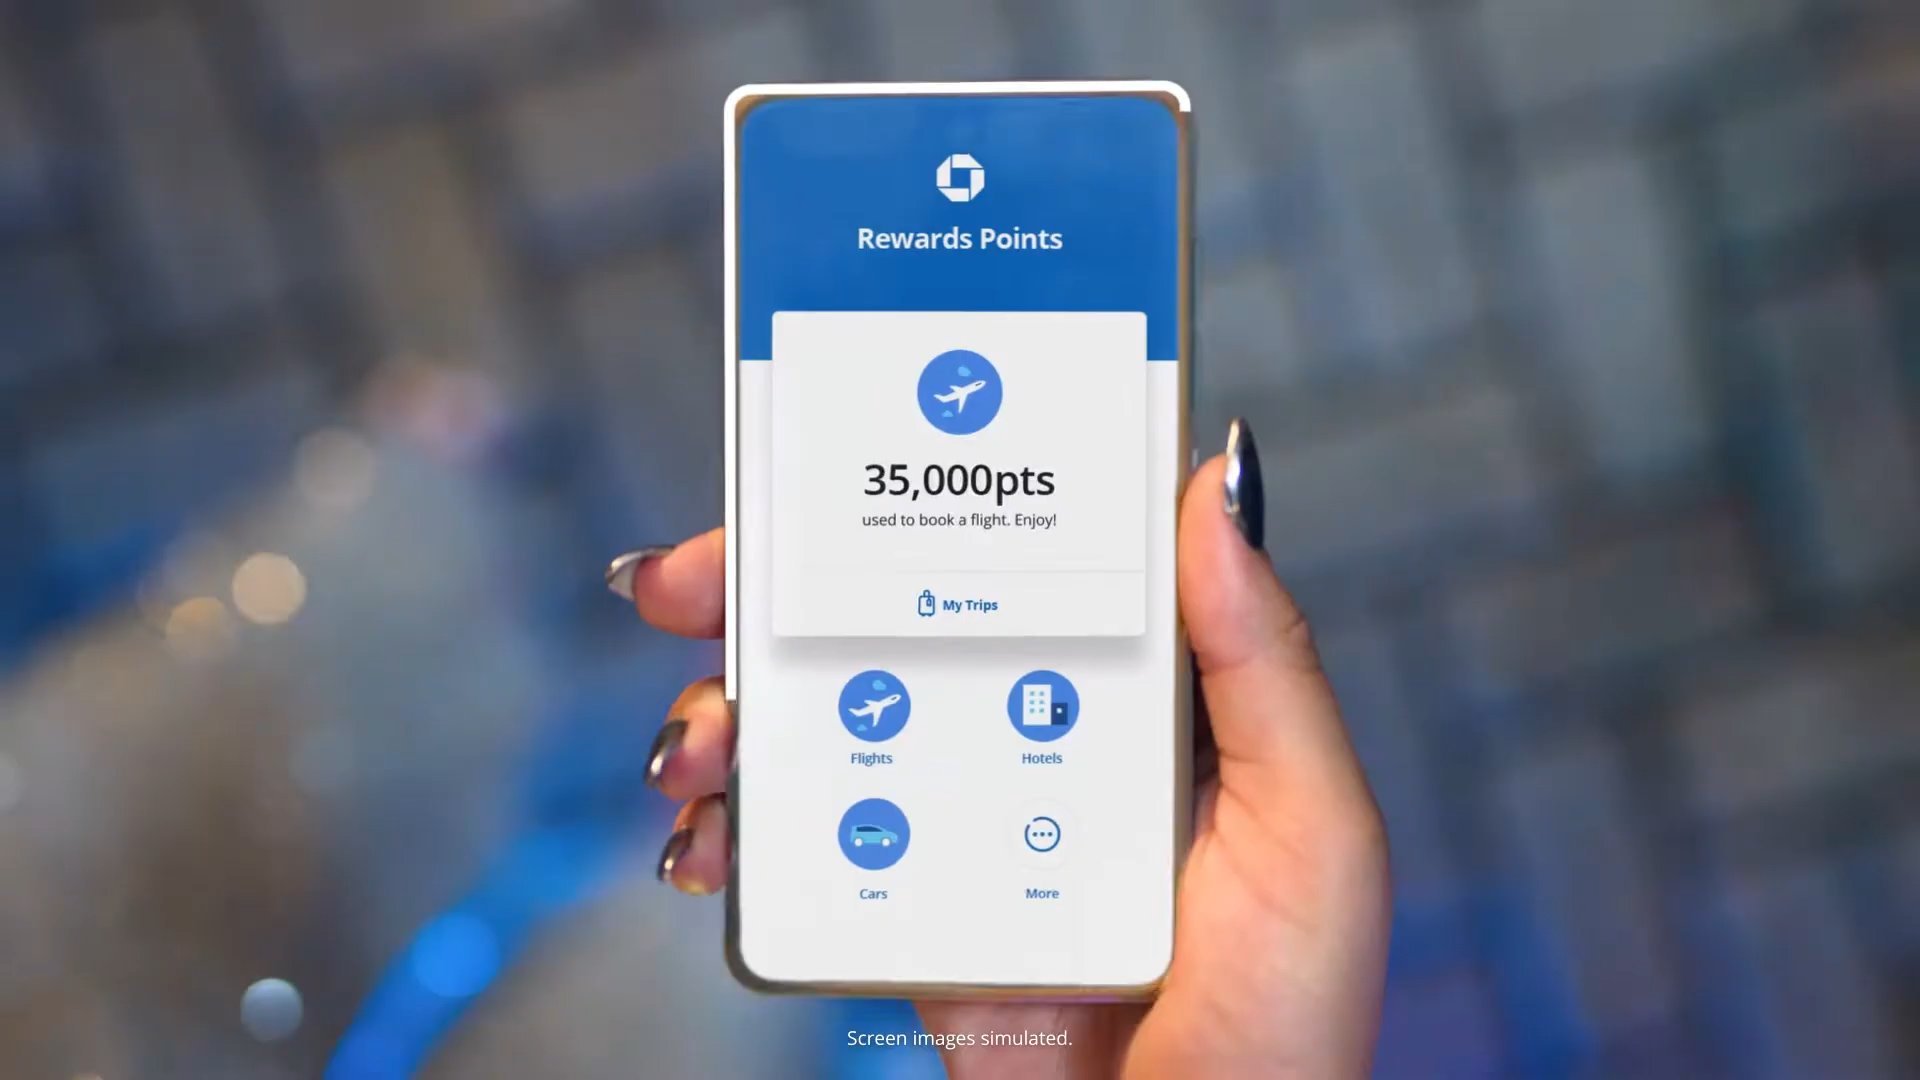 Rewards Points
35,000pts
used to book a flight. Enjoy!
My Trips
Flights
Hotels
Cars
More
Screen images simulated.